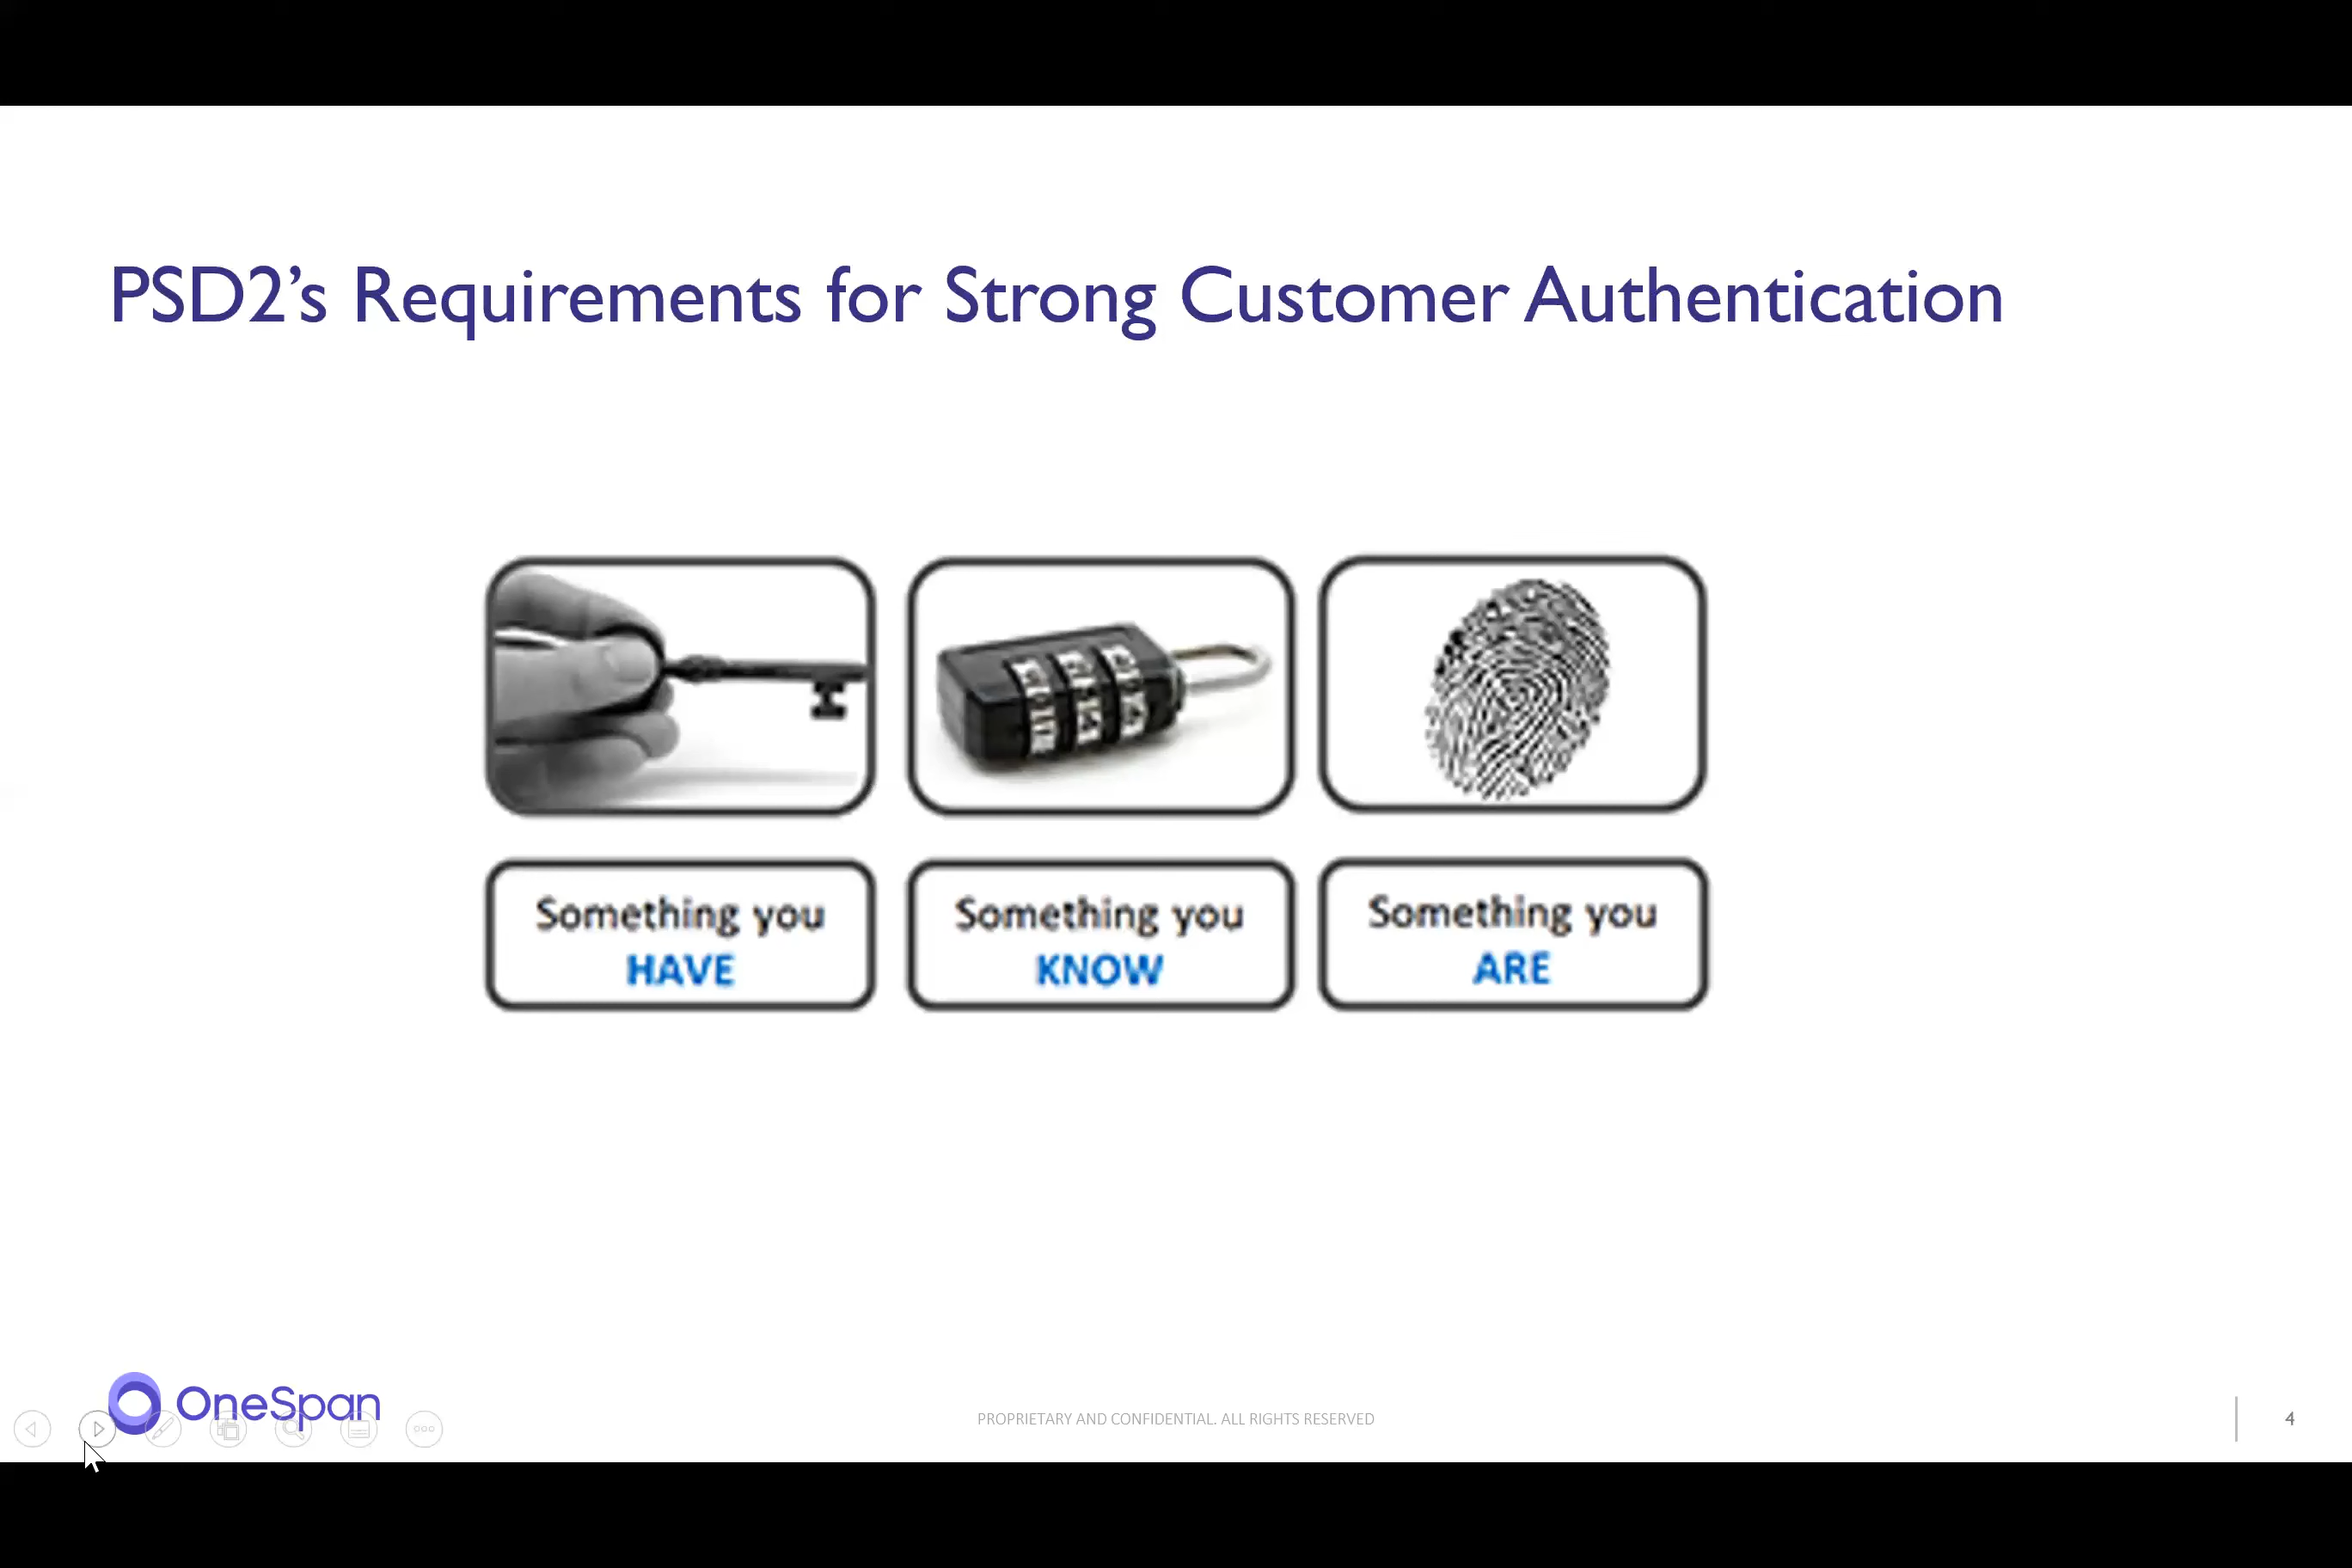 PSD2’s Requirements for Strong Customer Authentication
Something you
HAVE
Something you
KNOW
Something you
ARE
OneSpan
PROPRIETARY AND CONFIDENTIAL. ALL RIGHTS RESERVED
4